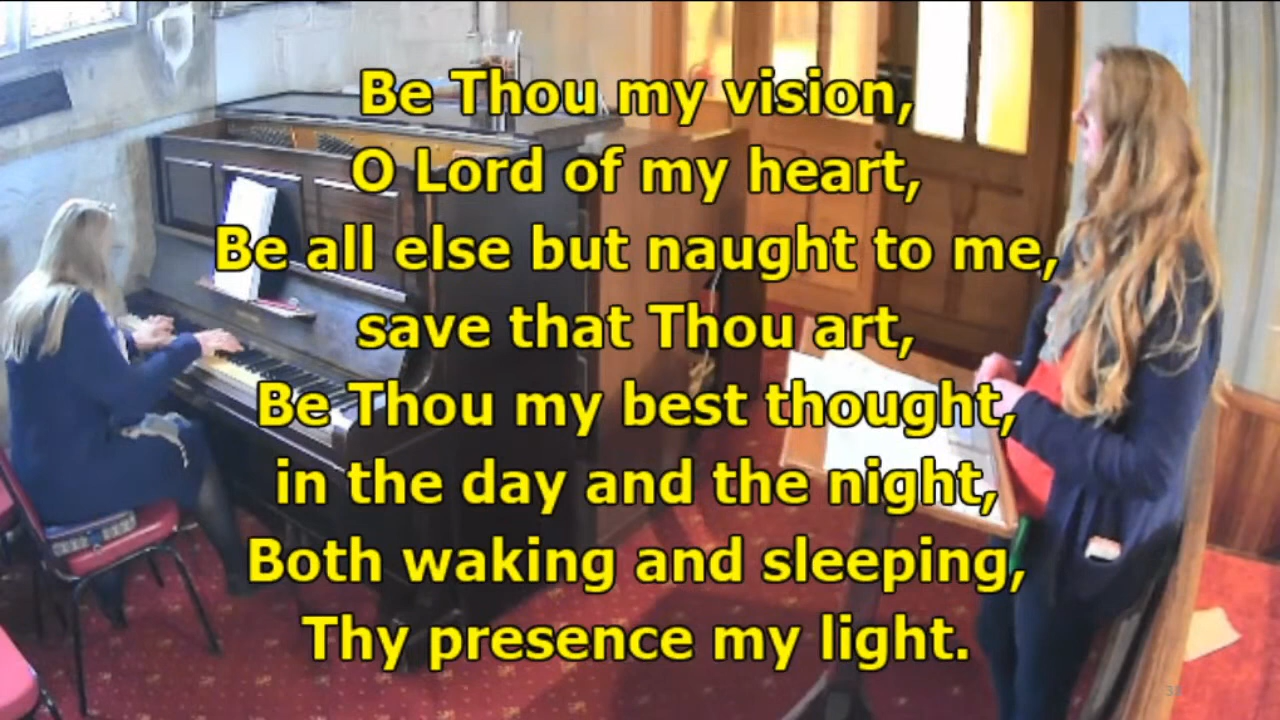 Be Thou my vision,
O Lord of my heart,
Be all else but naught to me,
save that Thou art,
Be Thou my best thought,
in the day and the night,
Both waking and sleeping,
Thy presence my light.